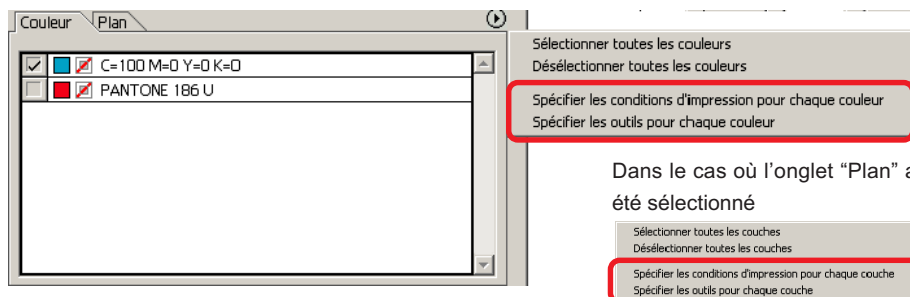 Couleur Plan
C=100 M=0 Y=0 K=0
PANTONE 186 U
Sélectionner toutes les couleurs
Désélectionner toutes les couleurs
Spécifier les conditions d'impression pour chaque couleur
Spécifier les outils pour chaque couleur
Dans le cas où l'onglet “Plan” a
été sélectionné
Sélectionner toutes les couches
Désélectionner toutes les couches
Spécifier les conditions d'impression pour chaque couche
Spécifier les outils pour chaque couche